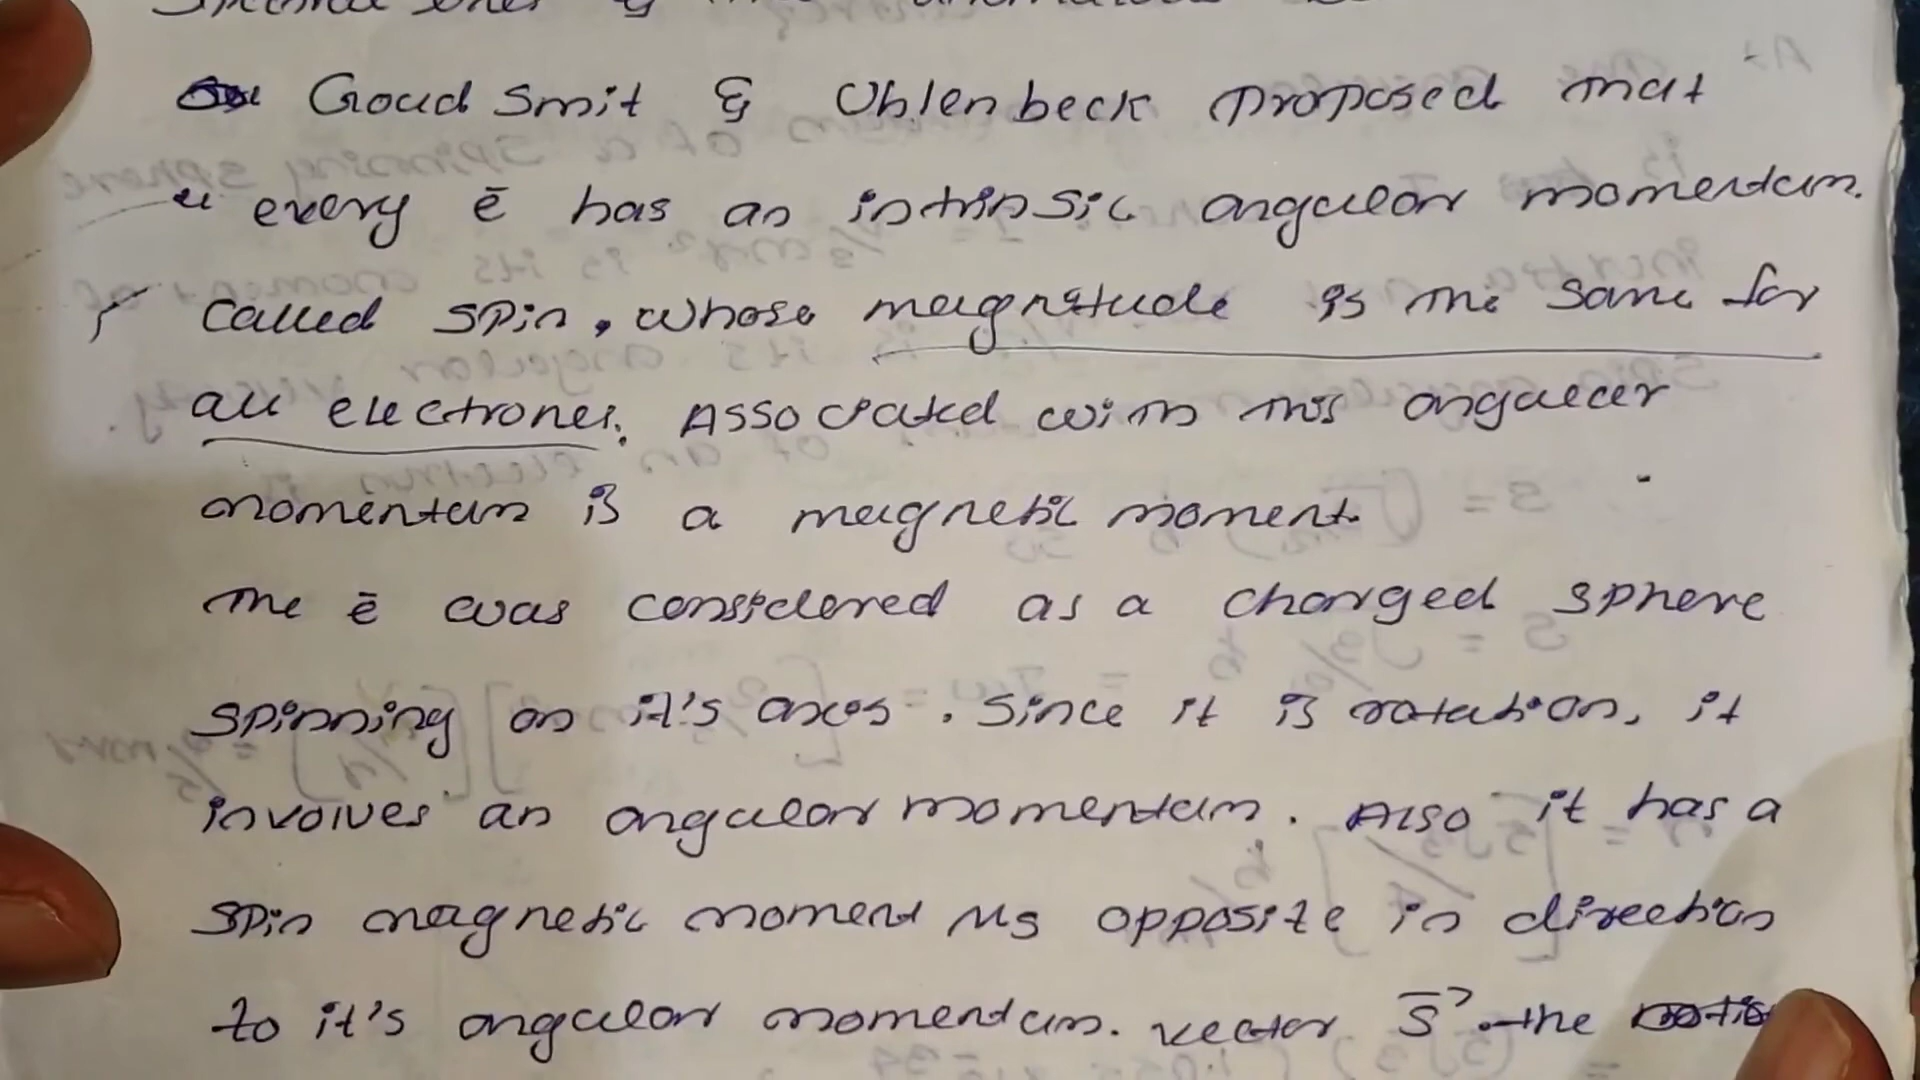 Goud Smit & Uhlenbeck proposed that
every ē has an intrinsic angular momentum.
Called spin, whose magnitude is the same for
all electrones. Associated with this angular
momentum is a magnetic moment.
The ē was considered as a charged sphere
spinning on it's axes. Since it is rotation, it
involves an angular momentum. Also it has a
spin magnetic moment Ms opposite in direction
to it's angular momentum. Vector S⃗. the